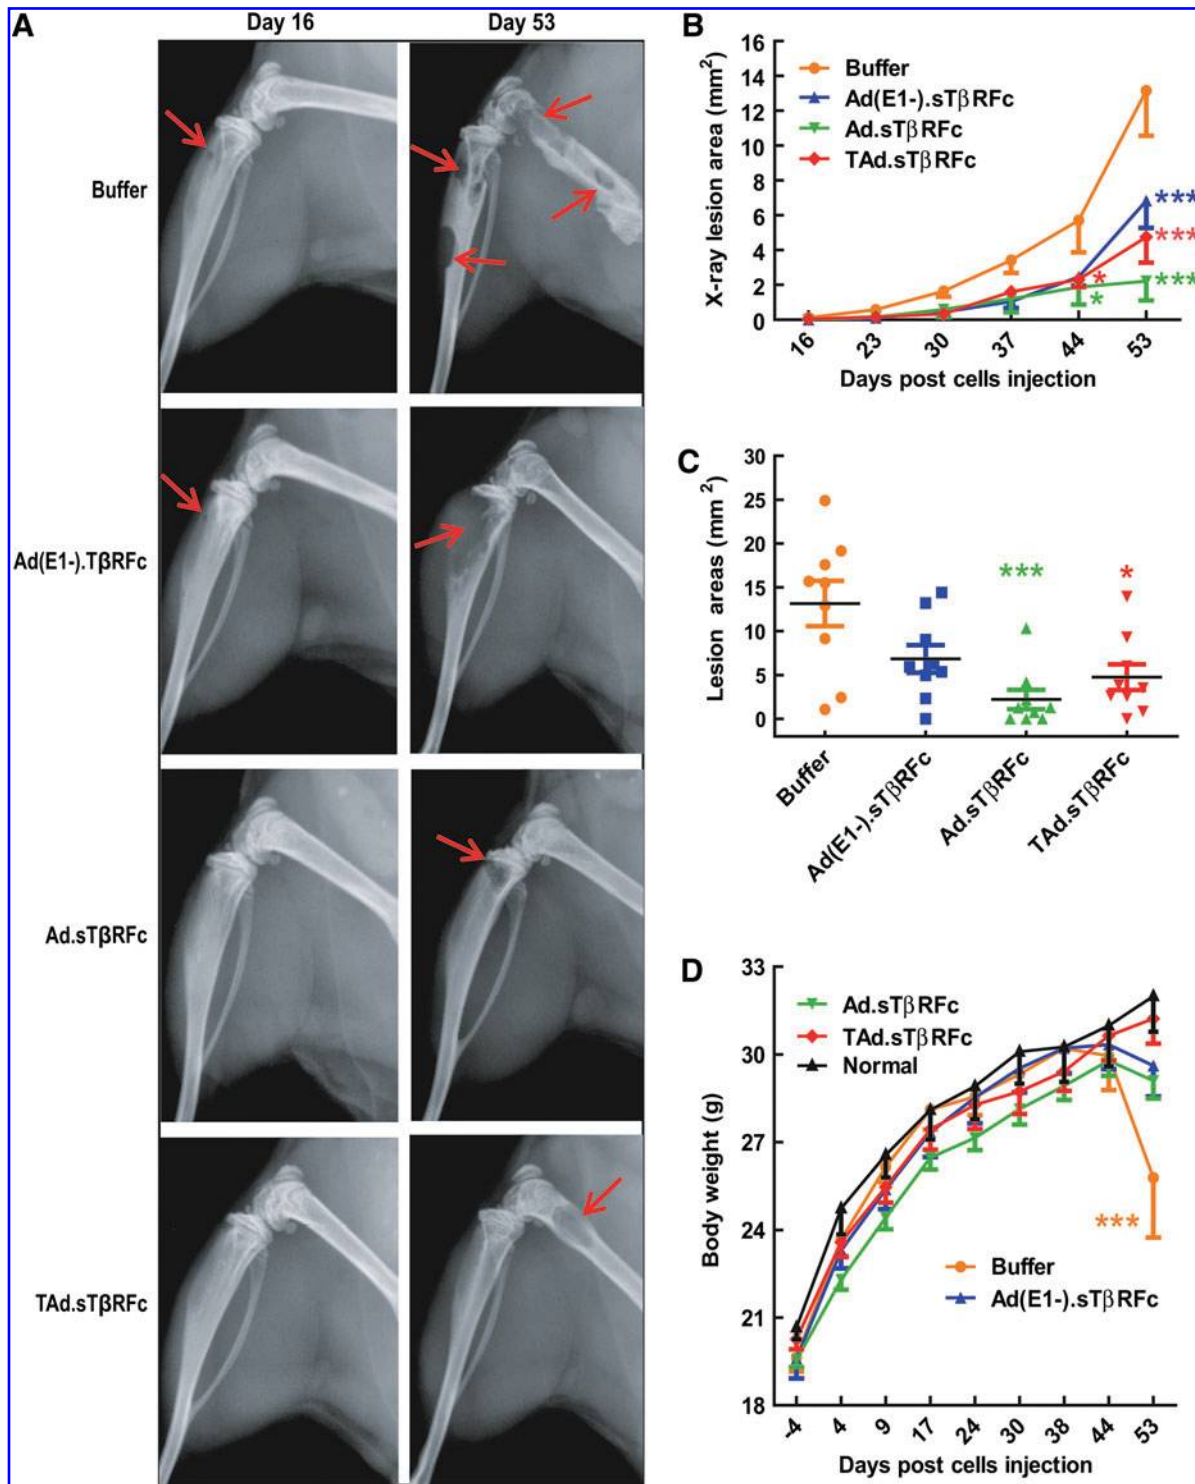 A
Day 16
Day 53
Buffer
Ad(E1-).TβRFc
Ad.sTβRFc
TAd.sTβRFc
B
X-ray lesion area (mm2)
16
14
12
10
8
6
4
2
0
Buffer
Ad(E1-).sTβRFc
Ad.sTβRFc
TAd.sTβRFc
***
***
***
*
*
16
23
30
37
44
53
Days post cells injection
C
Lesion areas (mm 2)
30
25
20
15
10
5
0
***
*
Buffer
Ad(E1-).sTβRFc
Ad.sTβRFc
TAd.sTβRFc
D
Body weight (g)
33
30
27
24
21
18
Ad.sTβRFc
TAd.sTβRFc
Normal
***
Buffer
Ad(E1-).sTβRFc
-4
4
9
17
24
30
38
44
53
Days post cells injection